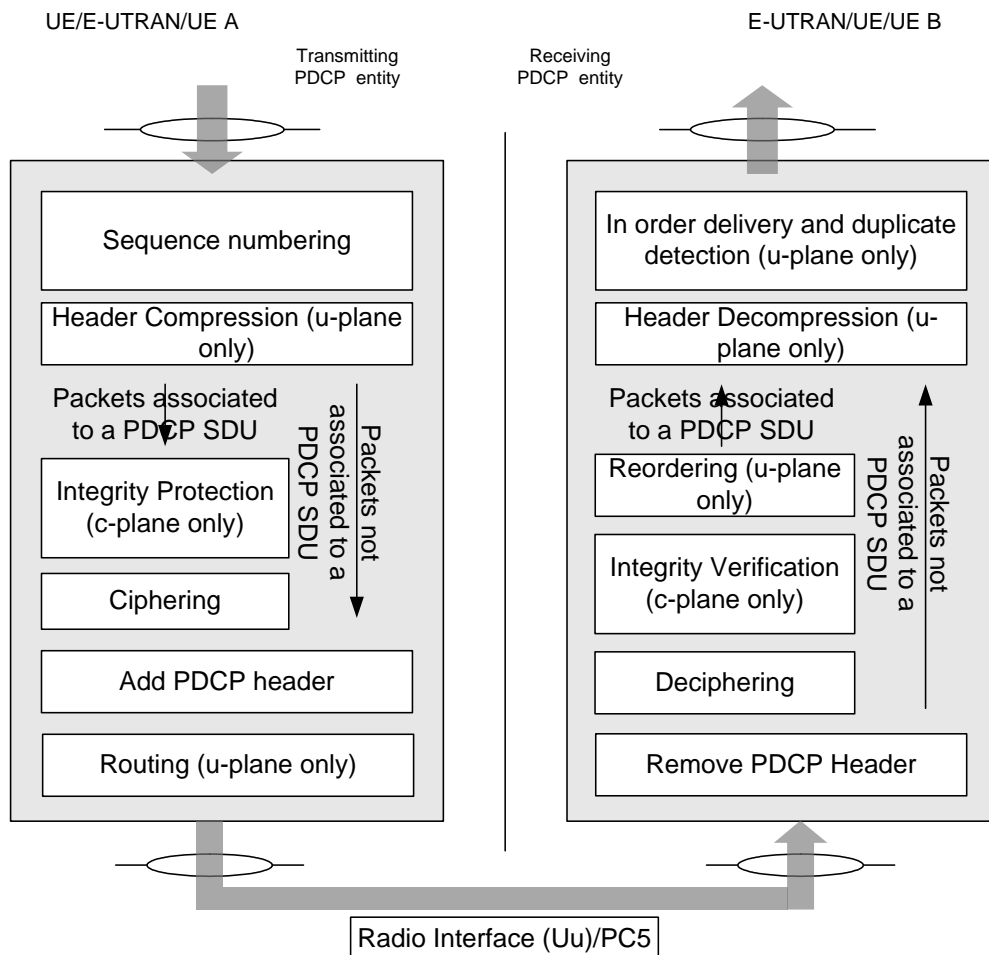 UE/E-UTRAN/UE A
E-UTRAN/UE/UE B
Transmitting
PDCP entity
Receiving
PDCP entity
Sequence numbering
Header Compression (u-plane
only)
Packets associated
to a PDCP SDU
Packets not
associated to a
PDCP SDU
Integrity Protection
(c-plane only)
Ciphering
Add PDCP header
Routing (u-plane only)
In order delivery and duplicate
detection (u-plane only)
Header Decompression (u-
plane only)
Packets associated
to a PDCP SDU
Packets not
associated to a
PDCP SDU
Reordering (u-plane
only)
Integrity Verification
(c-plane only)
Deciphering
Remove PDCP Header
Radio Interface (Uu)/PC5